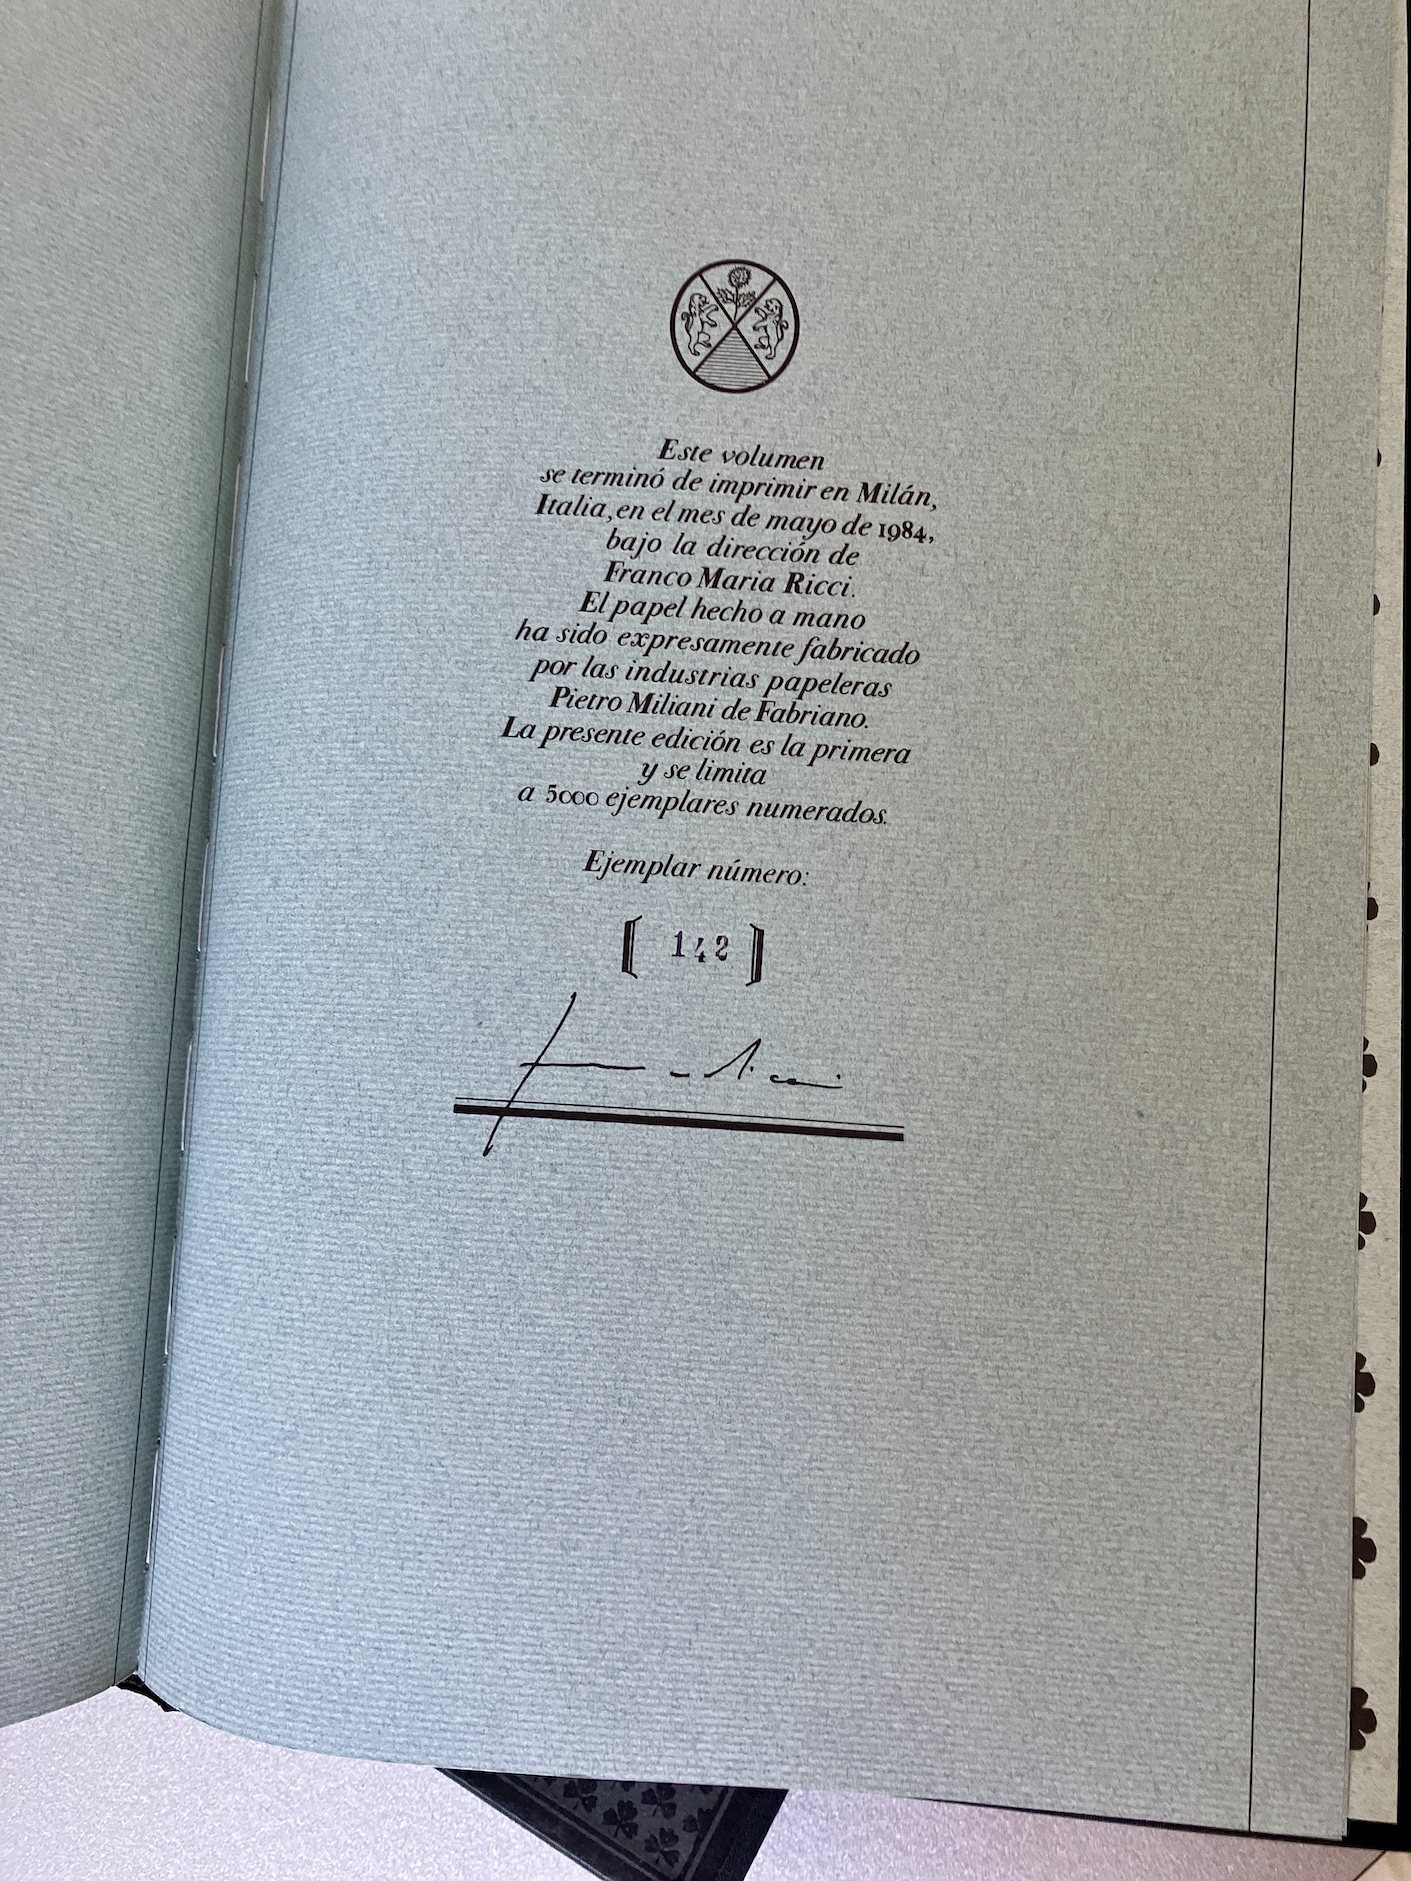 Este volumen
se terminó de imprimir en Milán,
Italia, en el mes de mayo de 1984,
bajo la dirección de
Franco Maria Ricci.
El papel hecho a mano
ha sido expresamente fabricado
por las industrias papeleras
Pietro Miliani de Fabriano.
La presente edición es la primera
y se limita
a 5000 ejemplares numerados.
Ejemplar número:
[ 142 ]